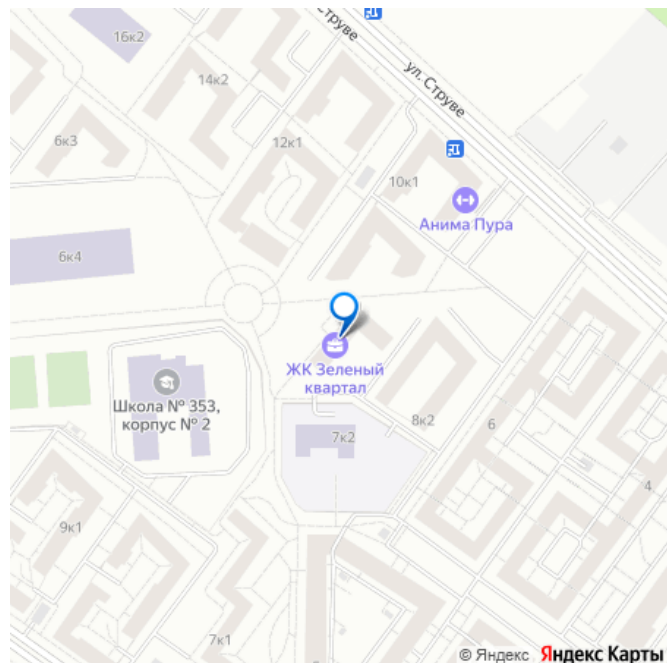 16к2
ул. Струве
14к2
ул. Струве
6к3
12к1
10к1
Анима Пура
6к4
ЖК Зеленый
квартал
Школа № 353,
корпус № 2
8к2
6
7к2
4
9к1
7к1
© Яндекс Яндекс Карты